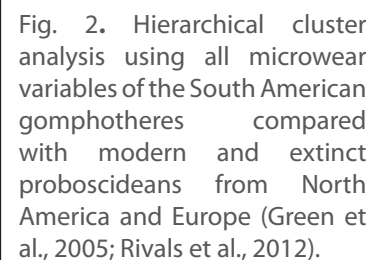 Fig. 2. Hierarchical cluster
analysis using all microwear
variables of the South American
gomphotheres compared
with modern and extinct
proboscideans from North
America and Europe (Green et
al., 2005; Rivals et al., 2012).